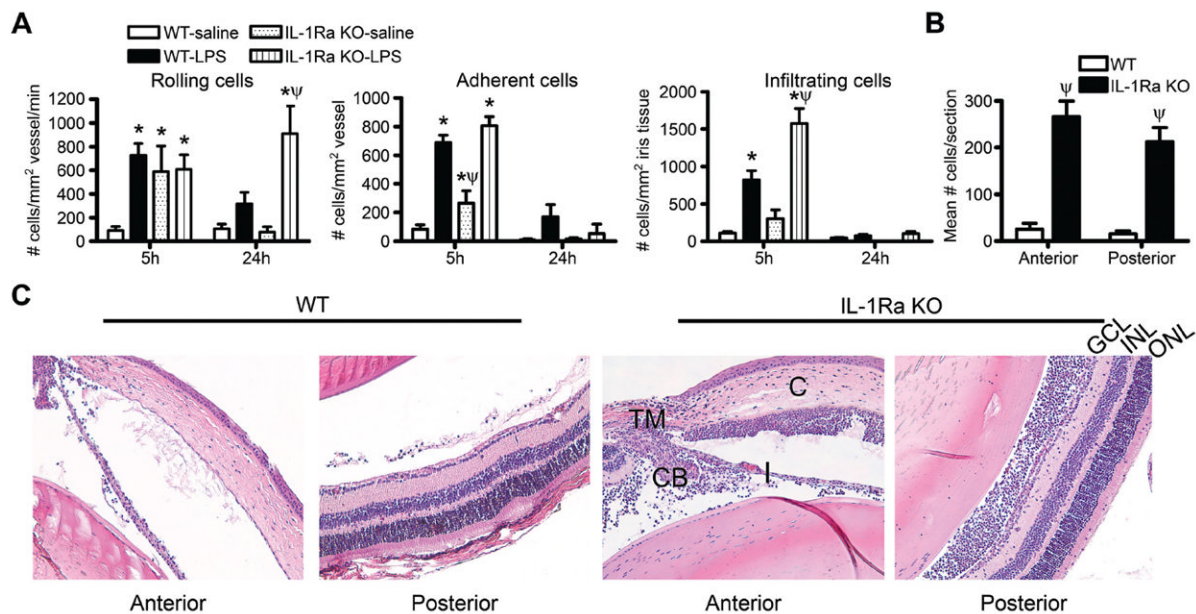 A
WT-saline
IL-1Ra KO-saline
WT-LPS
IL-1Ra KO-LPS
Rolling cells
# cells/mm² vessel/min
1200
1000
800
600
400
200
0
*
*
*
*ψ
5h
24h
Adherent cells
# cells/mm² vessel
1000
800
600
400
200
0
*
*ψ
*
5h
24h
Infiltrating cells
# cells/mm² iris tissue
2000
1500
1000
500
0
*
*ψ
5h
24h
B
WT
IL-1Ra KO
Mean # cells/section
300
200
100
0
ψ
ψ
Anterior
Posterior
C
WT
IL-1Ra KO
GCL
INL
ONL
C
TM
CB
I
Anterior
Posterior
Anterior
Posterior